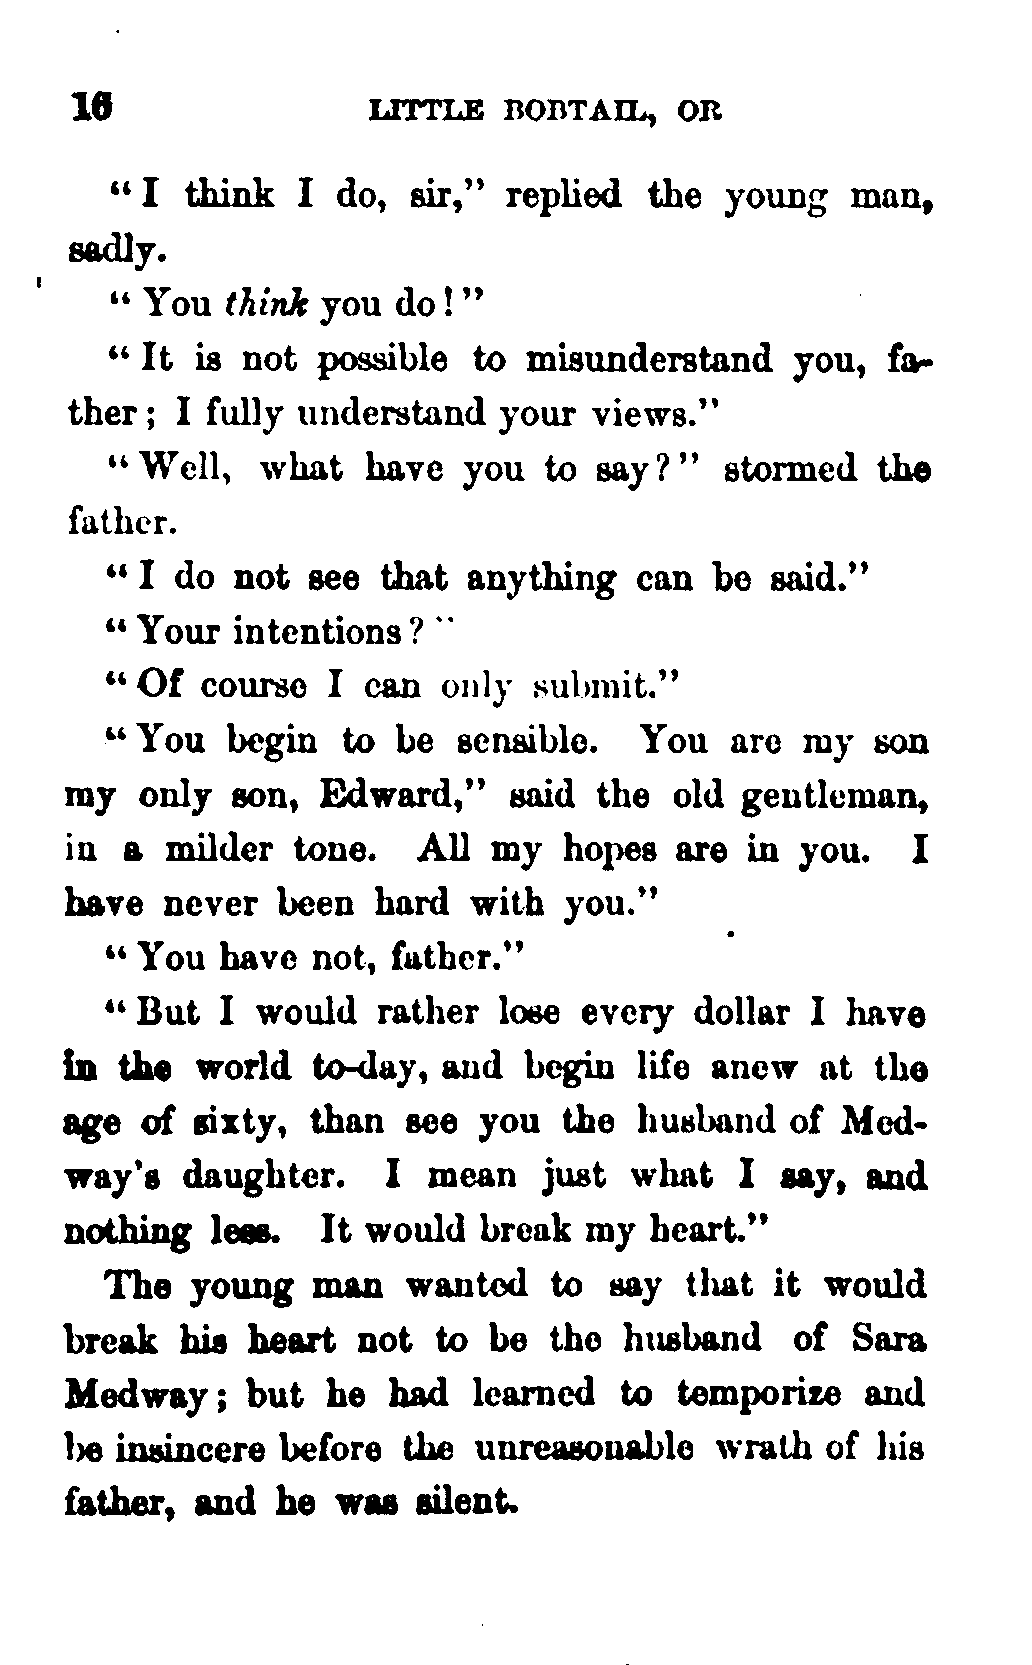 16 LITTLE BOBTAIL, OR
"I think I do, sir," replied the young man,
sadly.
"You think you do!"
"It is not possible to misunderstand you, fa-
ther; I fully understand your views."
"Well, what have you to say?" stormed the
father.
"I do not see that anything can be said."
"Your intentions?"
"Of course I can only submit."
"You begin to be sensible. You are my son
my only son, Edward," said the old gentleman,
in a milder tone. All my hopes are in you. I
have never been hard with you."
"You have not, father."
"But I would rather lose every dollar I have
in the world to-day, and begin life anew at the
age of sixty, than see you the husband of Med-
way's daughter. I mean just what I say, and
nothing less. It would break my heart."
The young man wanted to say that it would
break his heart not to be the husband of Sara
Medway; but he had learned to temporize and
be insincere before the unreasonable wrath of his
father, and he was silent.